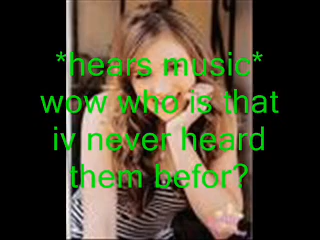 *hears music*
wow who is that
iv never heard
them befor?